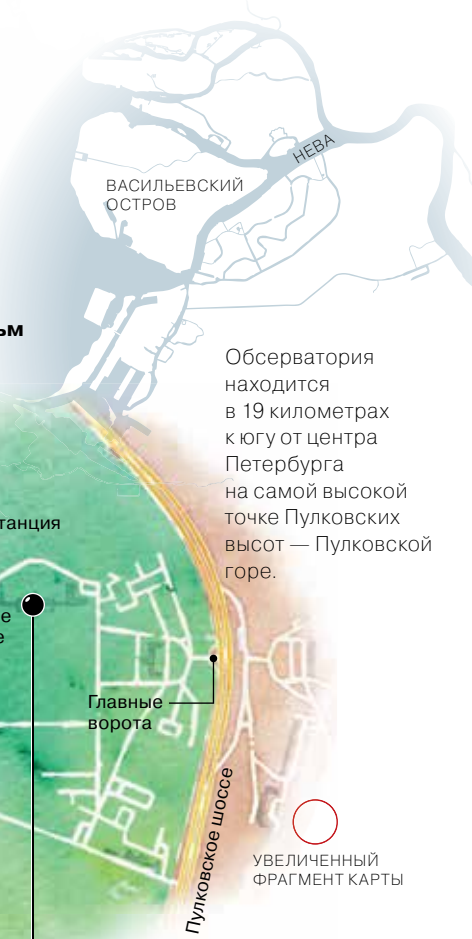 НЕВА
ВАСИЛЬЕВСКИЙ
ОСТРОВ
Обсерватория
находится
в 19 километрах
к югу от центра
Петербурга
на самой высокой
точке Пулковских
высот — Пулковской
горе.
Главные
ворота
Пулковское шоссе
УВЕЛИЧЕННЫЙ
ФРАГМЕНТ КАРТЫ